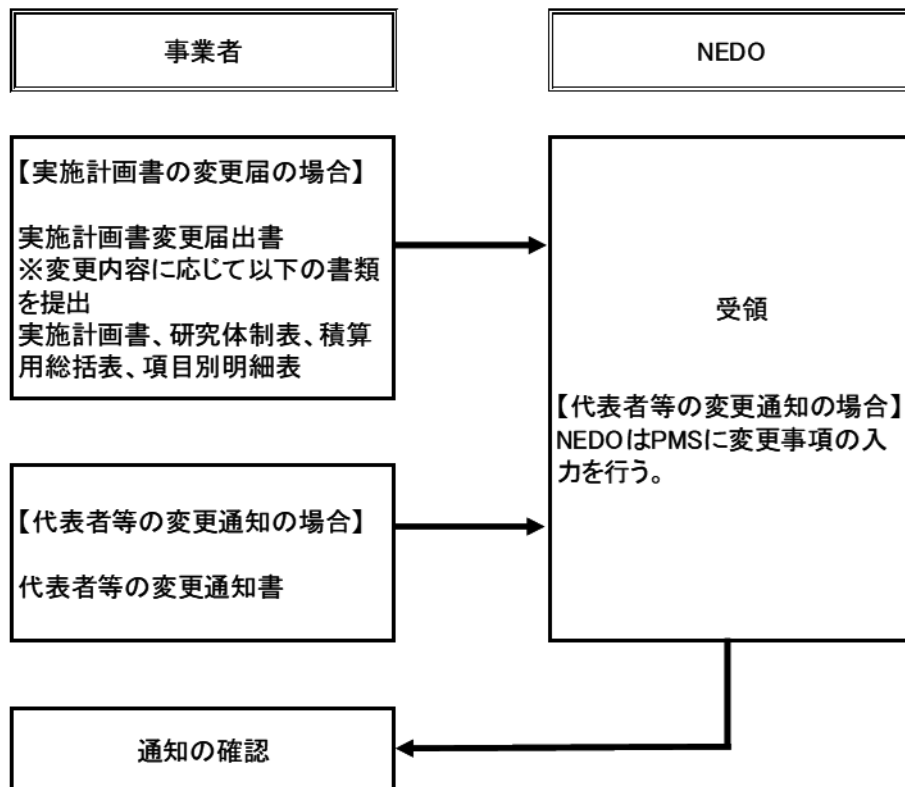 事業者
NEDO
【実施計画書の変更届の場合】
実施計画書変更届出書
※変更内容に応じて以下の書類
を提出
実施計画書、研究体制表、積算
用総括表、項目別明細表
受領
【代表者等の変更通知の場合】
NEDOはPMSに変更事項の入
力を行う。
【代表者等の変更通知の場合】
代表者等の変更通知書
通知の確認